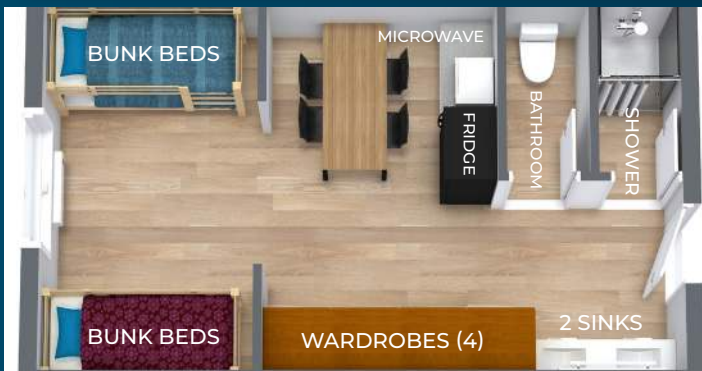 BUNK BEDS
MICROWAVE
FRIDGE
BATHROOM
SHOWER
BUNK BEDS
WARDROBES (4)
2 SINKS